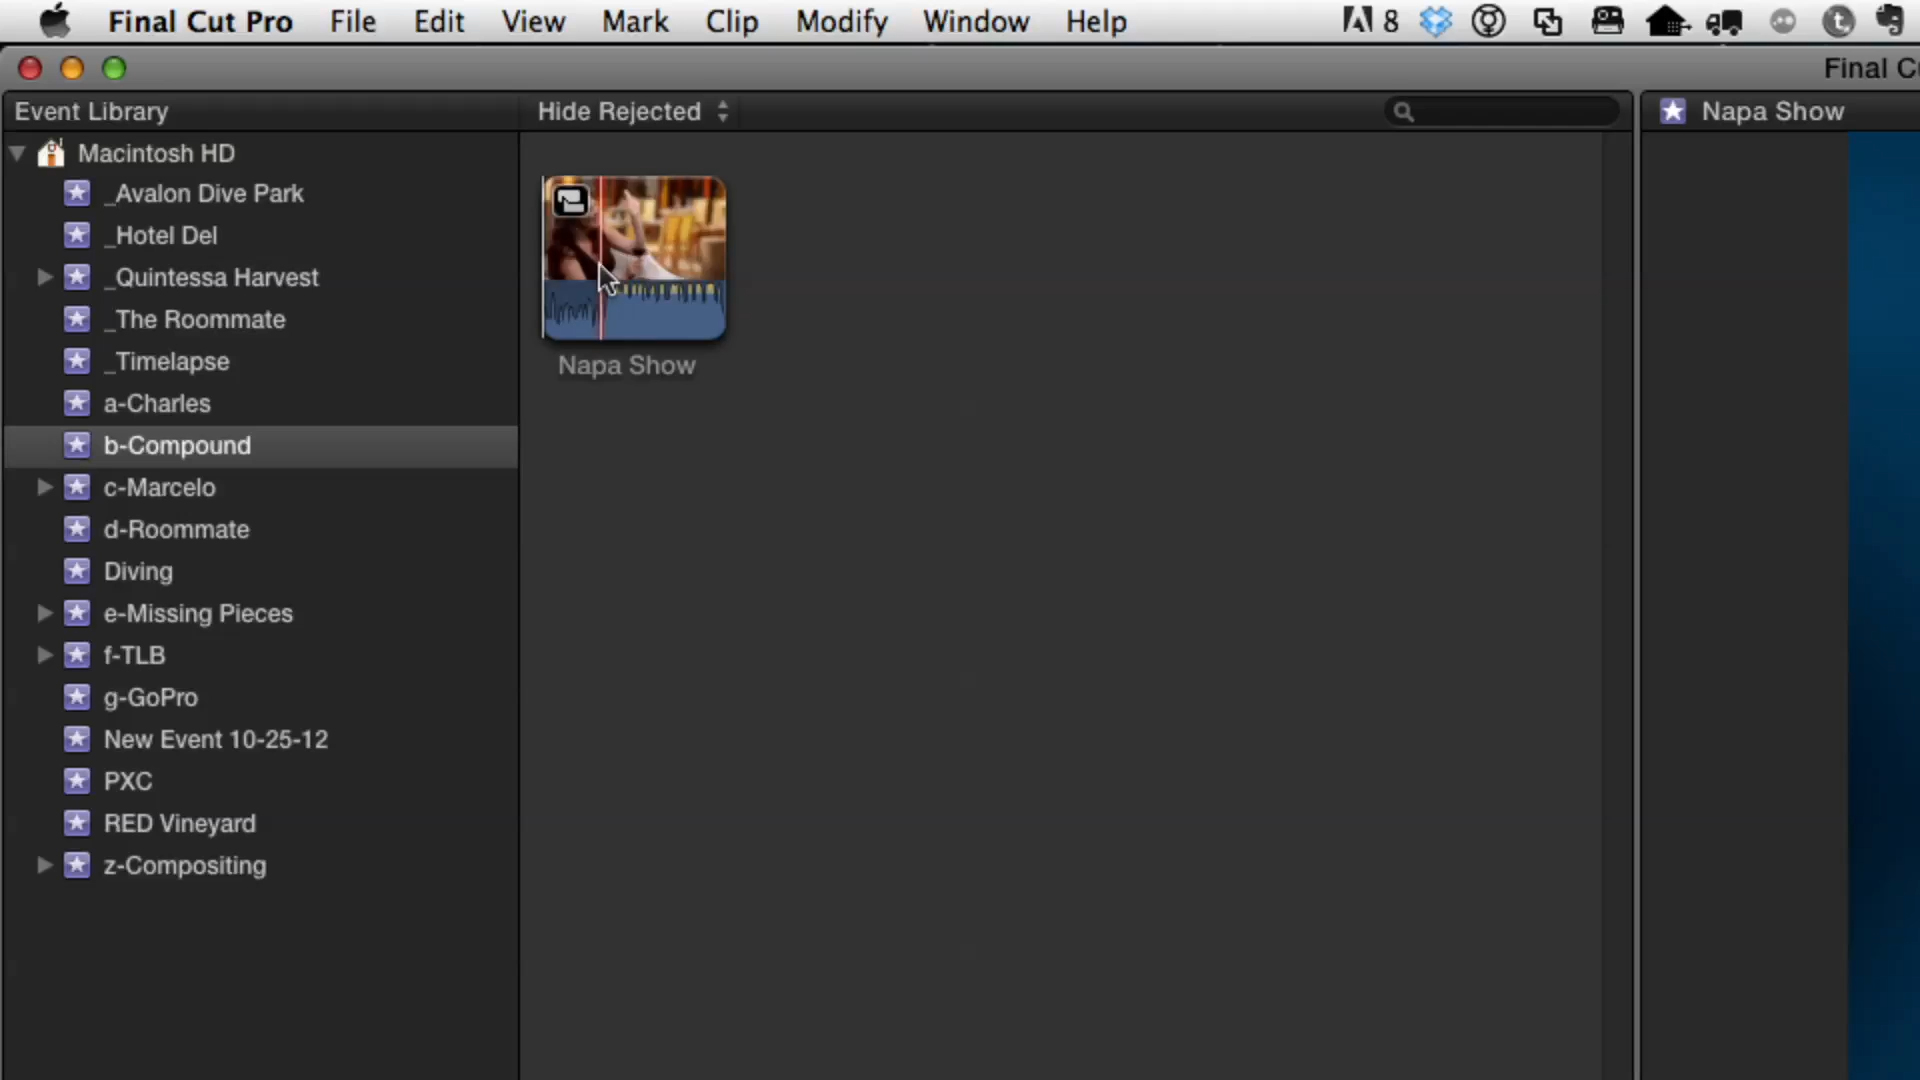 Final Cut Pro File Edit View Mark Clip Modify Window Help 8
Final C
Event Library
Hide Rejected
Napa Show
Macintosh HD
_Avalon Dive Park
_Hotel Del
_Quintessa Harvest
_The Roommate
_Timelapse
a-Charles
b-Compound
c-Marcelo
d-Roommate
Diving
e-Missing Pieces
f-TLB
g-GoPro
New Event 10-25-12
PXC
RED Vineyard
z-Compositing
Napa Show